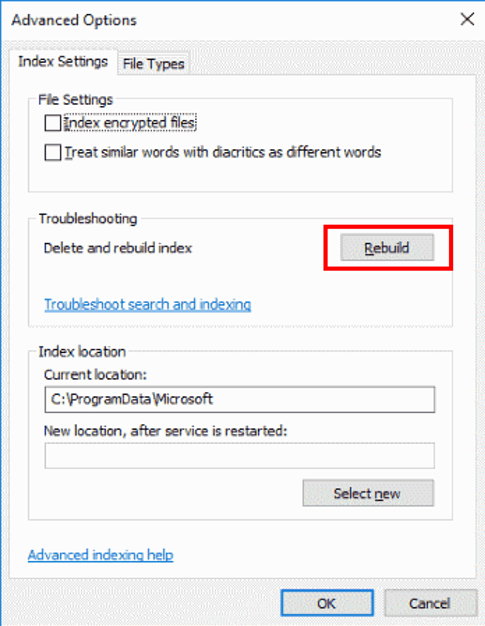 Advanced Options
Index Settings File Types
File Settings
Index encrypted files
Treat similar words with diacritics as different words
Troubleshooting
Delete and rebuild index Rebuild
Troubleshoot search and indexing
Index location
Current location:
C:\ProgramData\Microsoft
New location, after service is restarted:
Select new
Advanced indexing help
OK Cancel